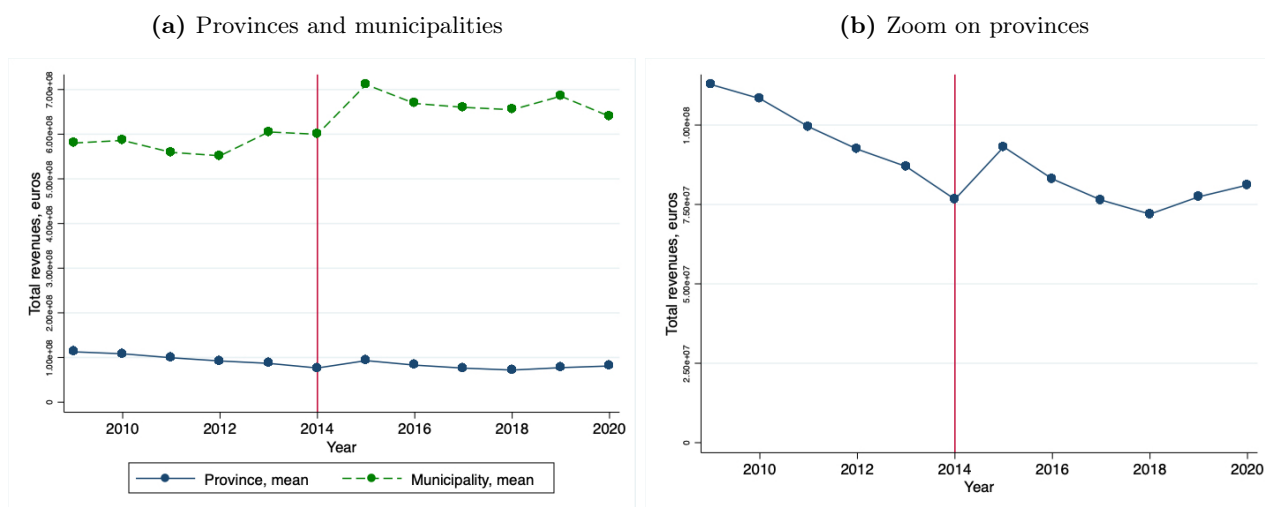 (a) Provinces and municipalities
Total revenues, euros
7.00e+08
6.00e+08
5.00e+08
4.00e+08
3.00e+08
2.00e+08
1.00e+08
0
2010 2012 2014 2016 2018 2020
Year
Province, mean Municipality, mean
(b) Zoom on provinces
Total revenues, euros
1.00e+08
7.50e+07
5.00e+07
2.50e+07
0
2010 2012 2014 2016 2018 2020
Year